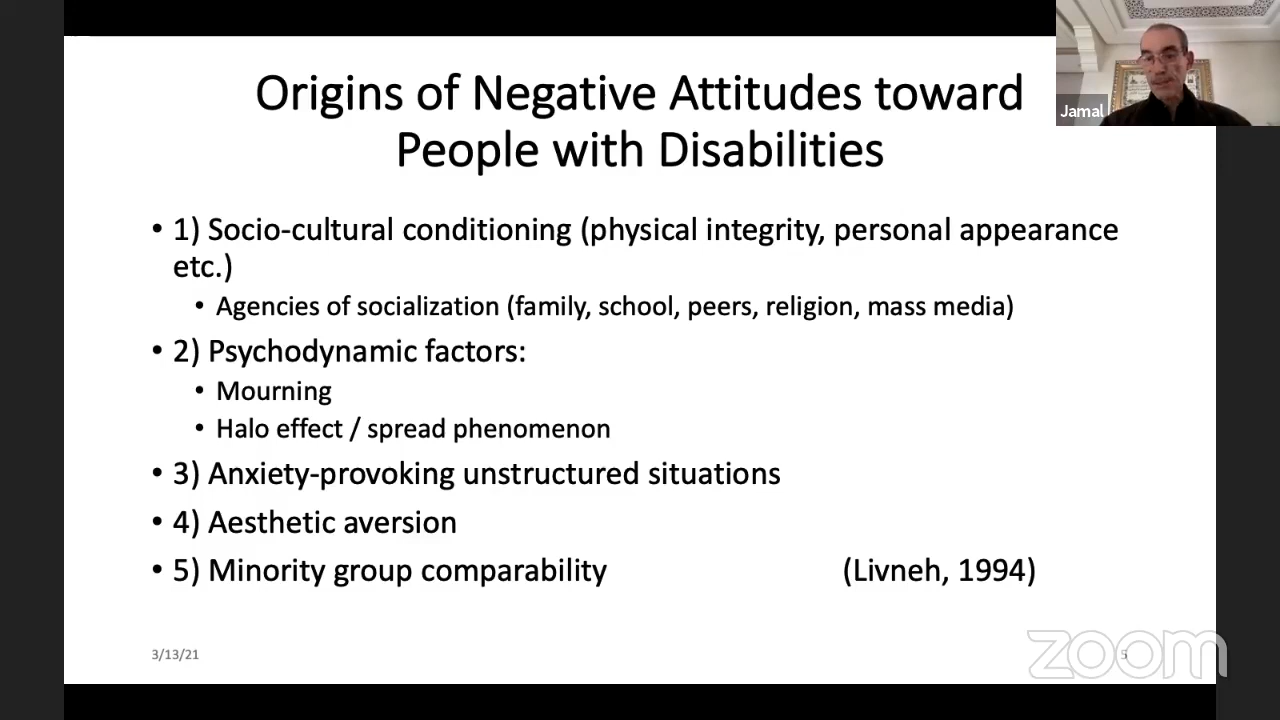 Origins of Negative Attitudes toward
People with Disabilities
Jamal
• 1) Socio-cultural conditioning (physical integrity, personal appearance
etc.)
• Agencies of socialization (family, school, peers, religion, mass media)
• 2) Psychodynamic factors:
• Mourning
• Halo effect / spread phenomenon
• 3) Anxiety-provoking unstructured situations
• 4) Aesthetic aversion
• 5) Minority group comparability (Livneh, 1994)
3/13/21
5
zoom